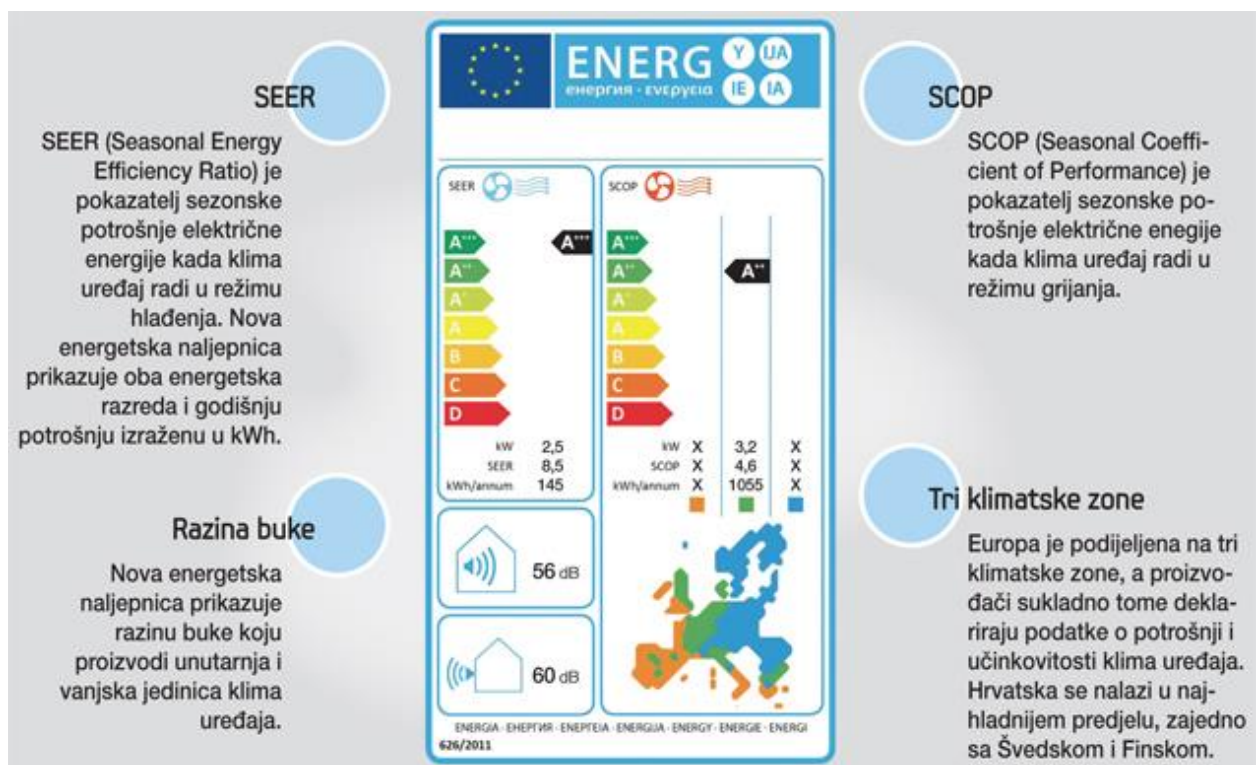 SEER
SEER (Seasonal Energy
Efficiency Ratio) je
pokazatelj sezonske
potrošnje električne
energije kada klima
uređaj radi u režimu
hlađenja. Nova
energetska naljepnica
prikazuje oba energetska
razreda i godišnju
potrošnju izraženu u kWh.
Razina buke
Nova energetska
naljepnica prikazuje
razinu buke koju
proizvodi unutarnja i
vanjska jedinica klima
uređaja.
ENERG
енергия · ενεργεια
Y IJA
IE IA
SEER
A+++ A+++
A++
A+
A
B
C
D
kW 2,5
SEER 8,5
kWh/annum 145
SCOP
A+++
A++ A++
A+
A
B
C
D
kW X 3,2 X
SCOP X 4,6 X
kWh/annum X 1055 X
56 dB
60 dB
ENERGIA · ЕНЕРГИЯ · ΕΝΕΡΓΕΙΑ · ENERGIJA · ENERGY · ENERGIE · ENERGI
626/2011
SCOP
SCOP (Seasonal Coeffi-
cient of Performance) je
pokazatelj sezonske po-
trošnje električne enegije
kada klima uređaj radi u
režimu grijanja.
Tri klimatske zone
Europa je podijeljena na tri
klimatske zone, a proizvo-
đači sukladno tome dekla-
riraju podatke o potrošnji i
učinkovitosti klima uređaja.
Hrvatska se nalazi u naj-
hladnijem predjelu, zajedno
sa Švedskom i Finskom.